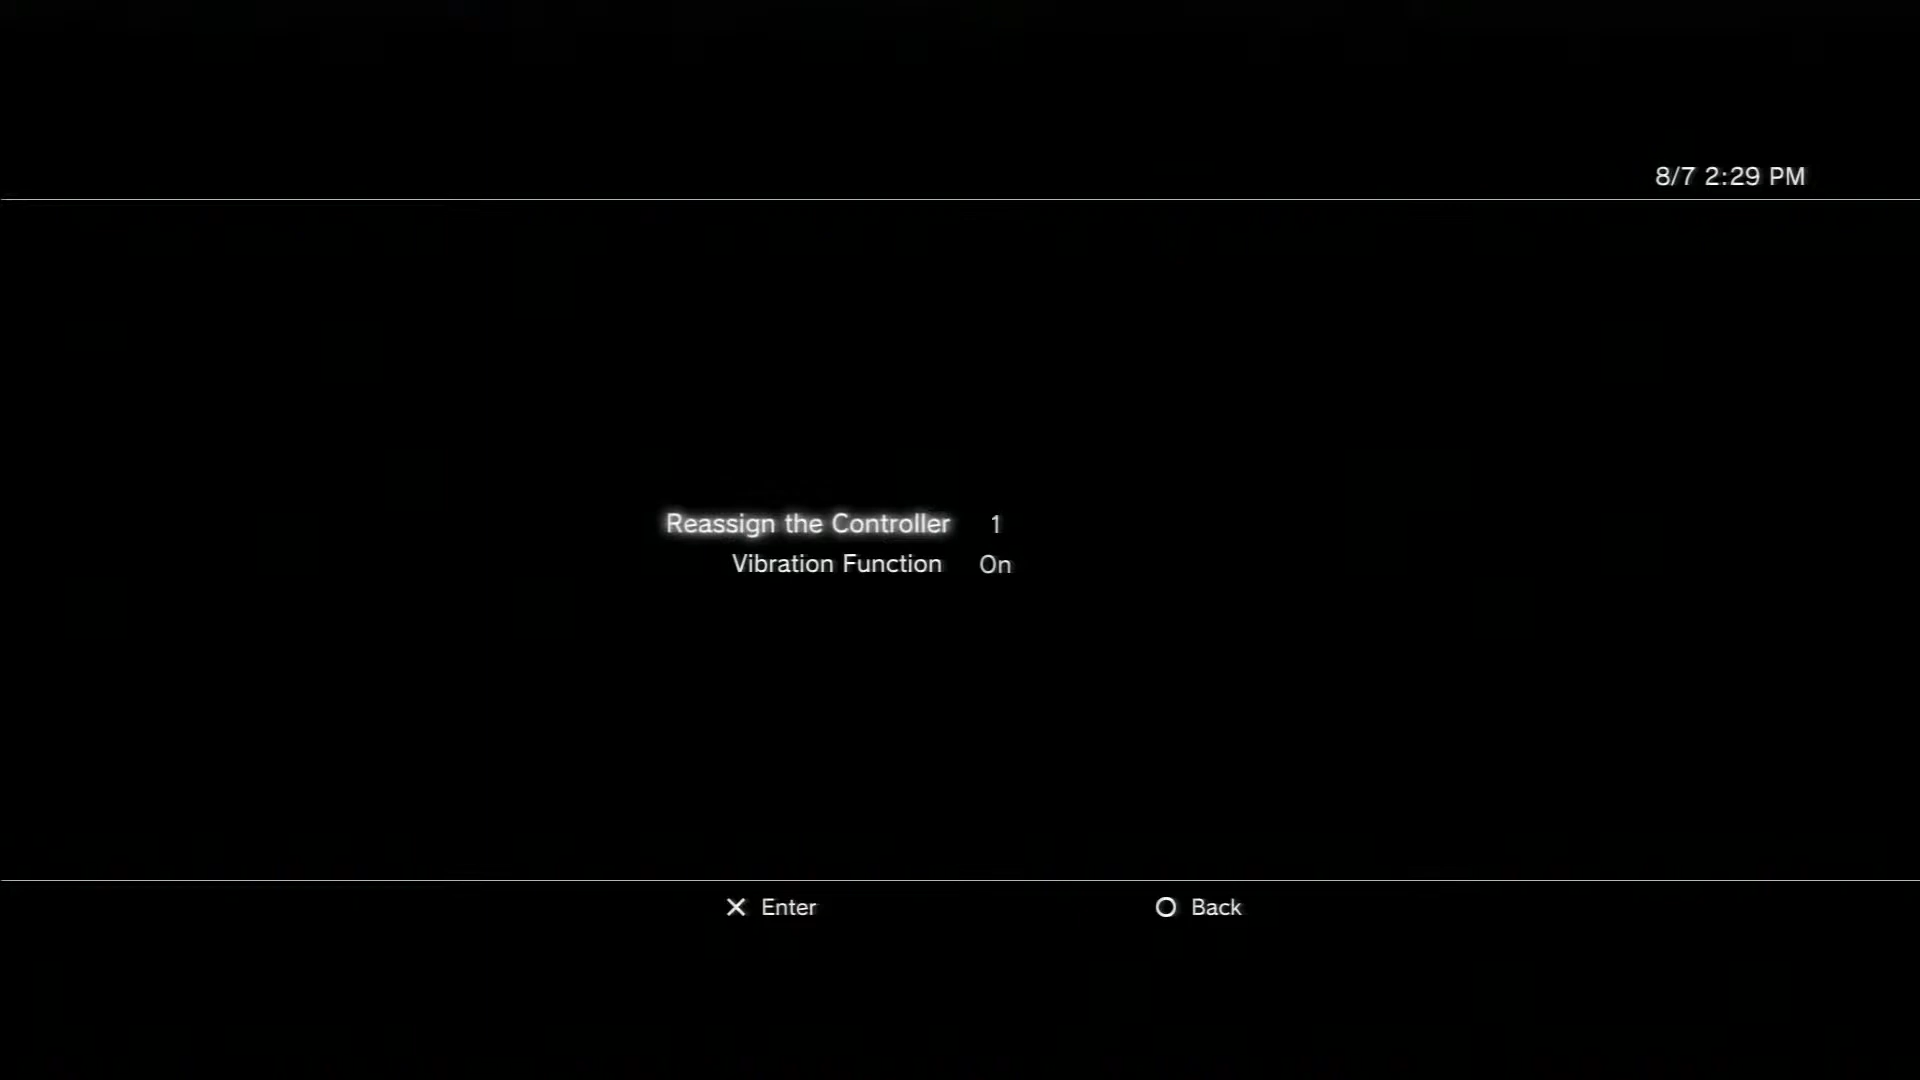 8/7 2:29 PM
Reassign the Controller 1
Vibration Function On
Enter
Back